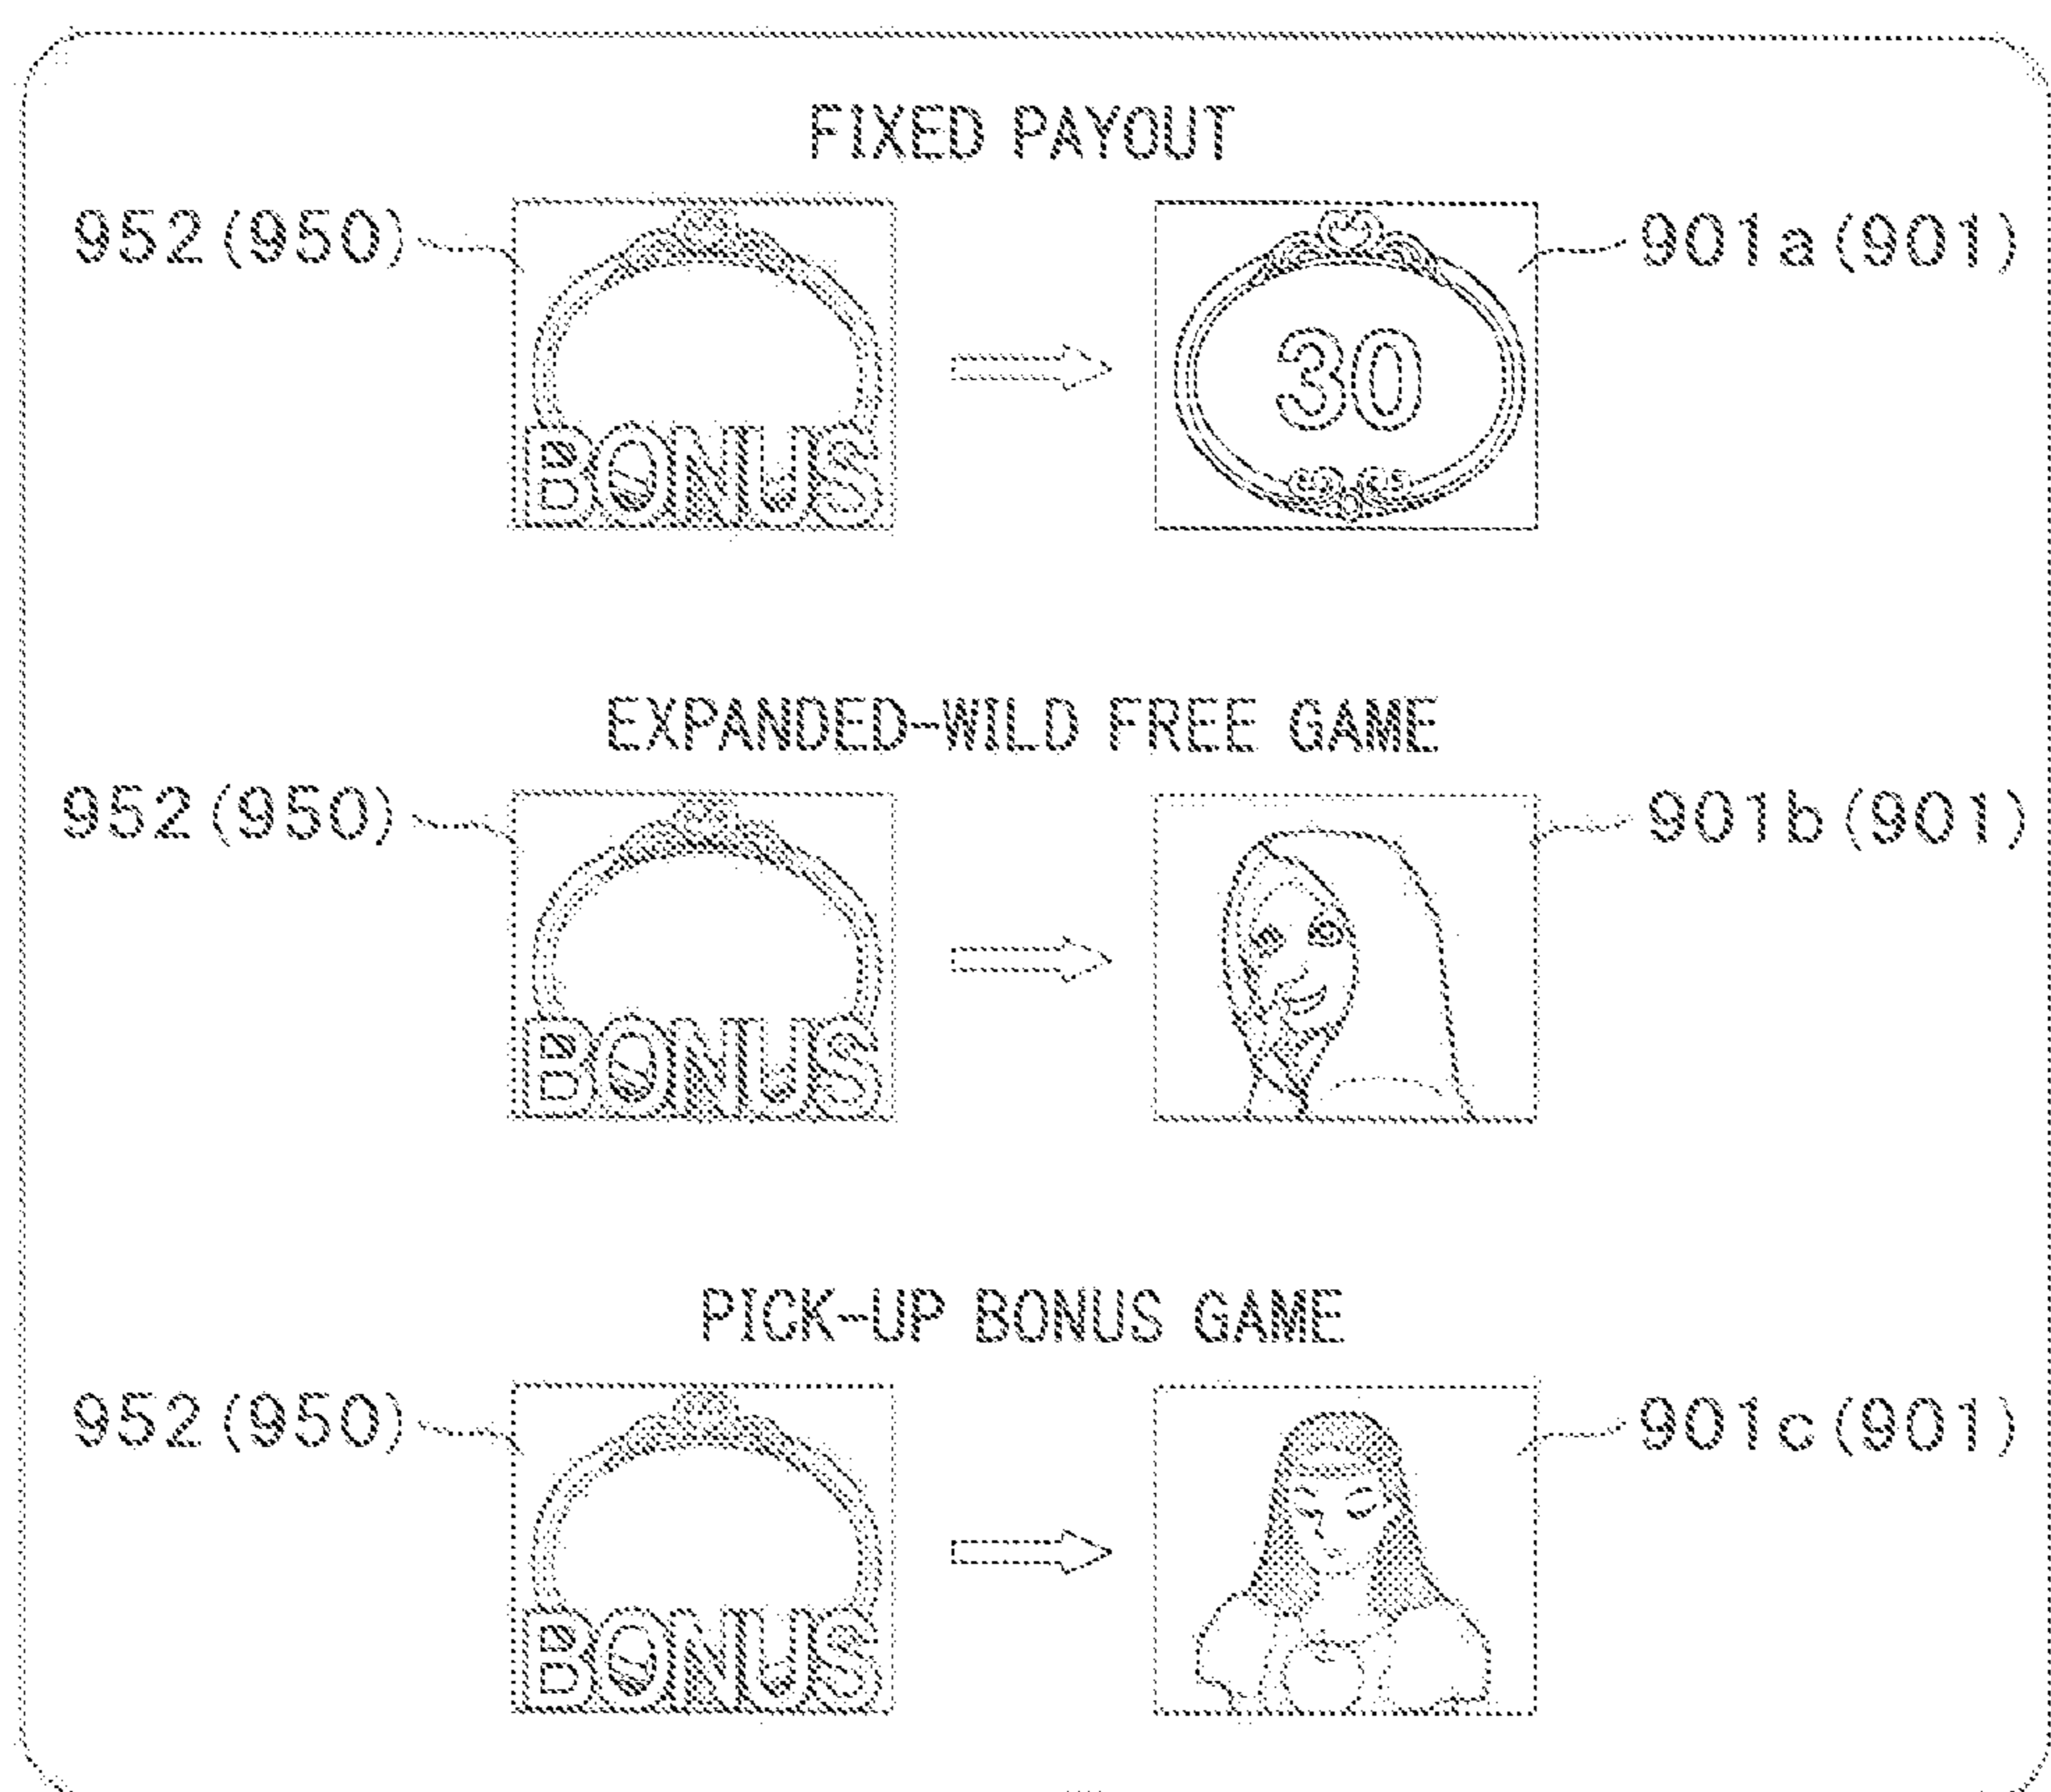 FIXED PAYOUT
952(950)
901a(901)
BONUS
30
EXPANDED-WILD FREE GAME
952(950)
901b(901)
BONUS
PICK-UP BONUS GAME
952(950)
901c(901)
BONUS